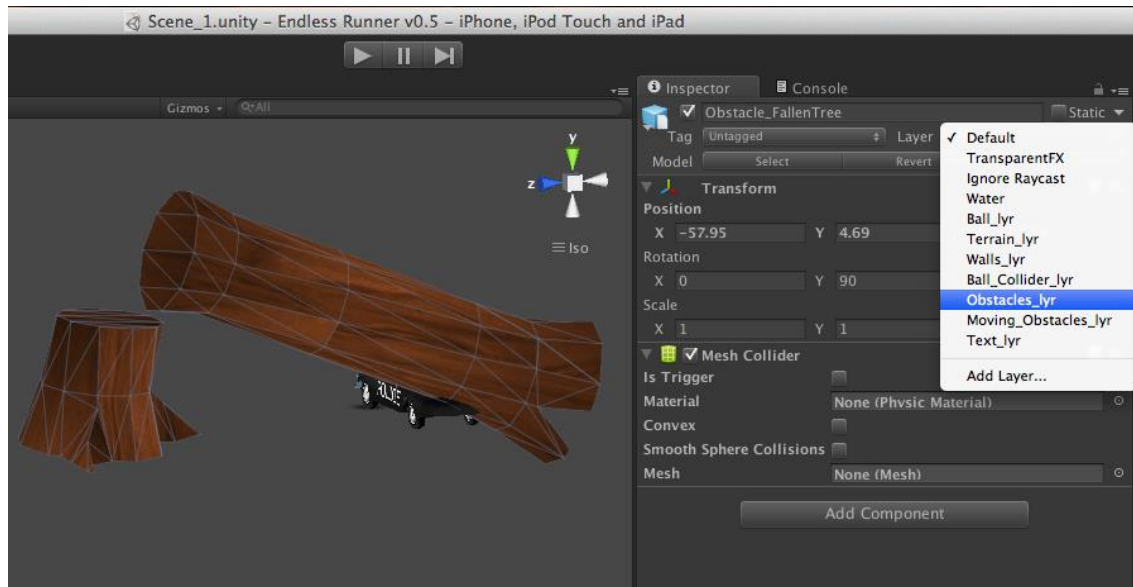 Scene_1.unity – Endless Runner v0.5 – iPhone, iPod Touch and iPad
Inspector Console
Gizmos All
Obstacle_FallenTree Static
Tag Untagged Layer
Model Select Revert
Default
TransparentFX
Ignore Raycast
Water
Ball_lyr
Terrain_lyr
Walls_lyr
Ball_Collider_lyr
Obstacles_lyr
Moving_Obstacles_lyr
Text_lyr
Add Layer...
y
z
Iso
Transform
Position
X -57.95 Y 4.69
Rotation
X 0 Y 90
Scale
X 1 Y 1
Mesh Collider
Is Trigger
Material None (Physic Material)
Convex
Smooth Sphere Collisions
Mesh None (Mesh)
Add Component
POLICE